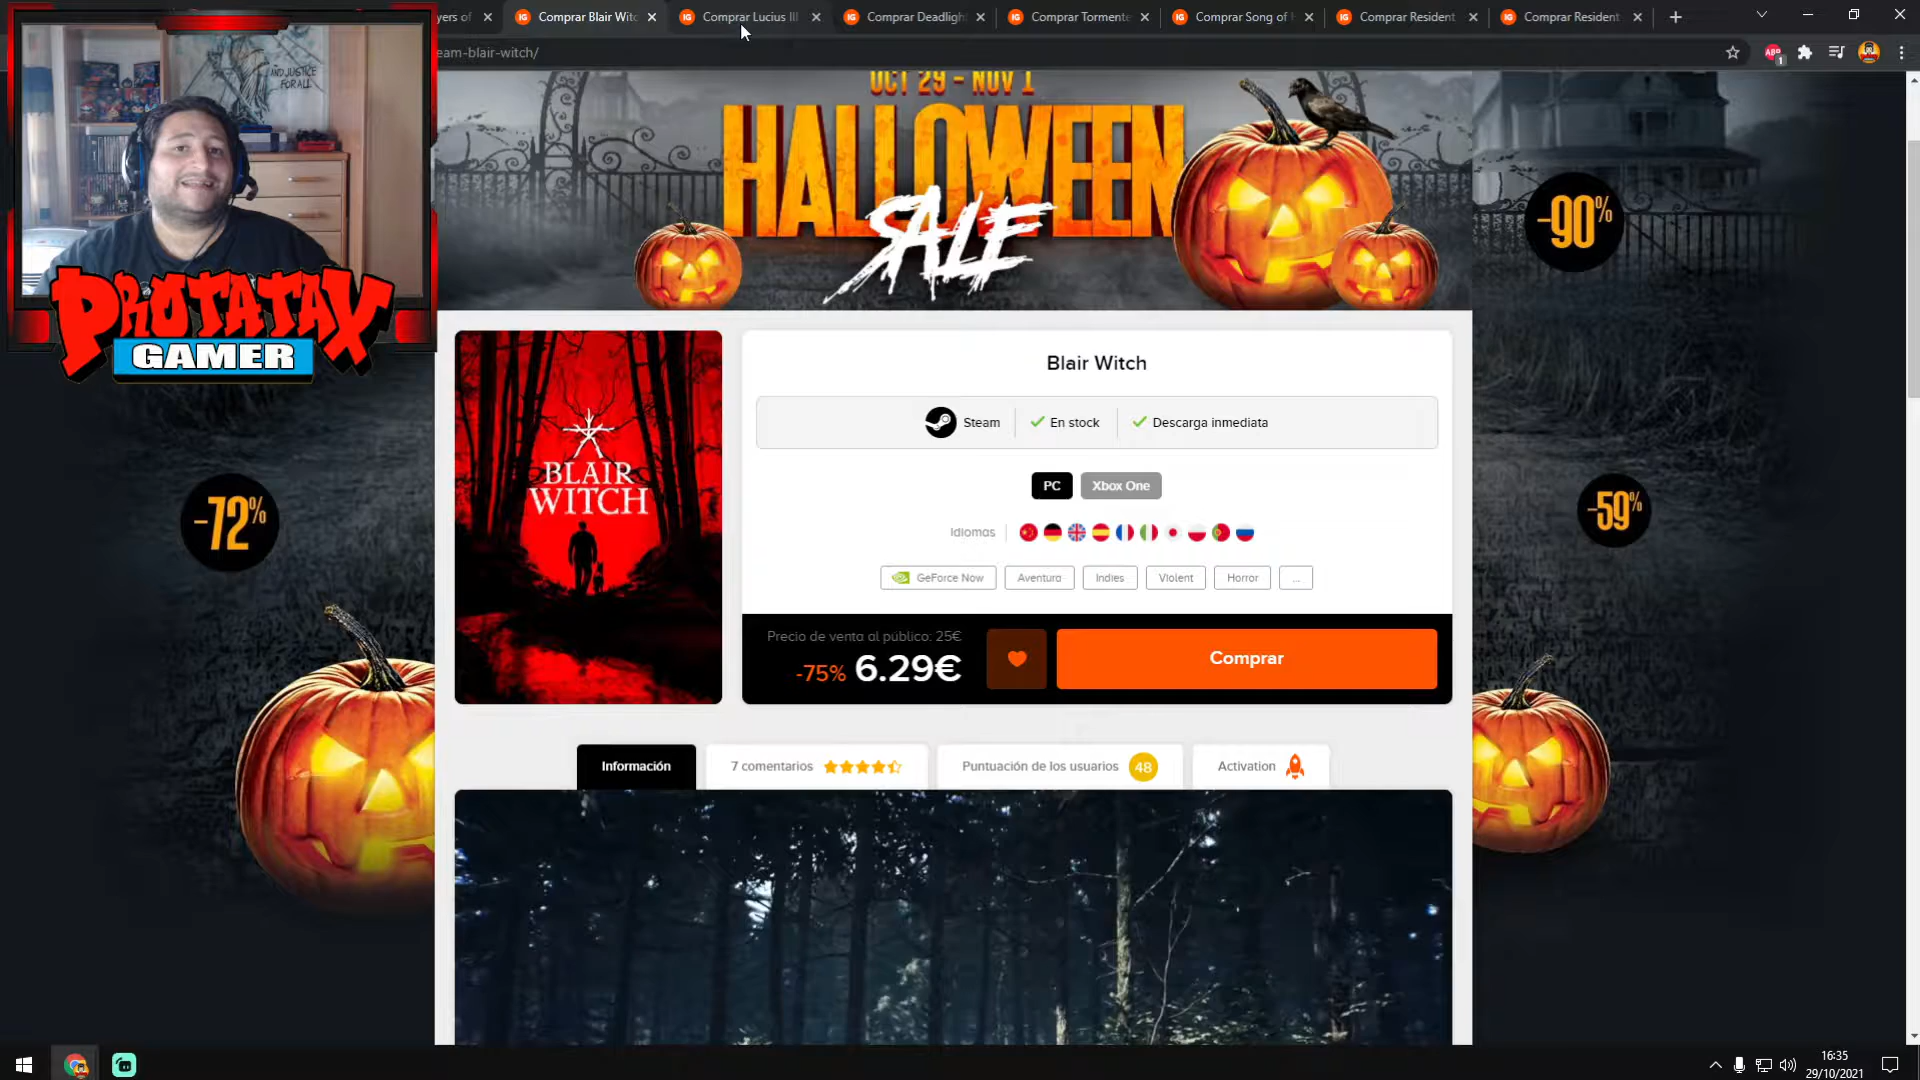 yers of
Comprar Blair Witc
Comprar Lucius III
Comprar Deadlight
Comprar Tormente
Comprar Song of H
Comprar Resident
Comprar Resident
eam-blair-witch/
ABP
1
AND JUSTICE
FOR ALL
OCT 29 - NOV 1
HALLOWEEN
SALE
-90%
PROTATAX
GAMER
Blair Witch
BLAIR
WITCH
Steam
En stock
Descarga inmediata
PC
Xbox One
-72%
-59%
Idiomas
GeForce Now
Aventura
Indies
Violent
Horror
...
Precio de venta al público: 25€
-75% 6.29€
Comprar
Información
7 comentarios
Puntuación de los usuarios 48
Activation
16:35
29/10/2021